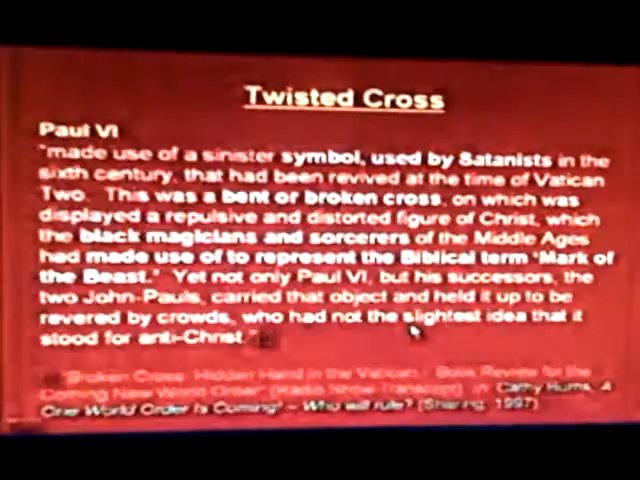 Twisted Cross
Paul VI
"made use of a sinister symbol, used by Satanists in the
sixth century, that had been revived at the time of Vatican
Two. This was a bent or broken cross, on which was
displayed a repulsive and distorted figure of Christ, which
the black magicians and sorcerers of the Middle Ages
had made use of to represent the Biblical term 'Mark of
the Beast.' Yet not only Paul VI, but his successors, the
two John-Pauls, carried that object and held it up to be
revered by crowds, who had not the slightest idea that it
stood for anti-Christ."
"Broken Cross: Hidden Hand in the Vatican - Book Review for the
Coming New World Order" (Radio Show Transcript) in Cathy Burns, A
One World Order Is Coming! - Who will rule? (Sharing, 1997)